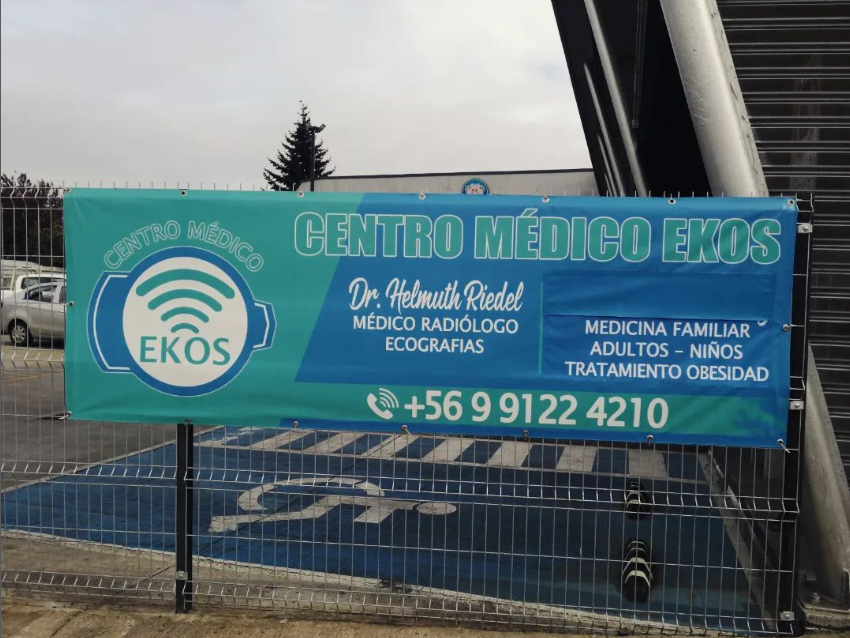 CENTRO MÉDICO
EKOS
CENTRO MÉDICO EKOS
Dr. Helmuth Riedel
MÉDICO RADIÓLOGO
ECOGRAFIAS
MEDICINA FAMILIAR
ADULTOS - NIÑOS
TRATAMIENTO OBESIDAD
+56 9 9122 4210